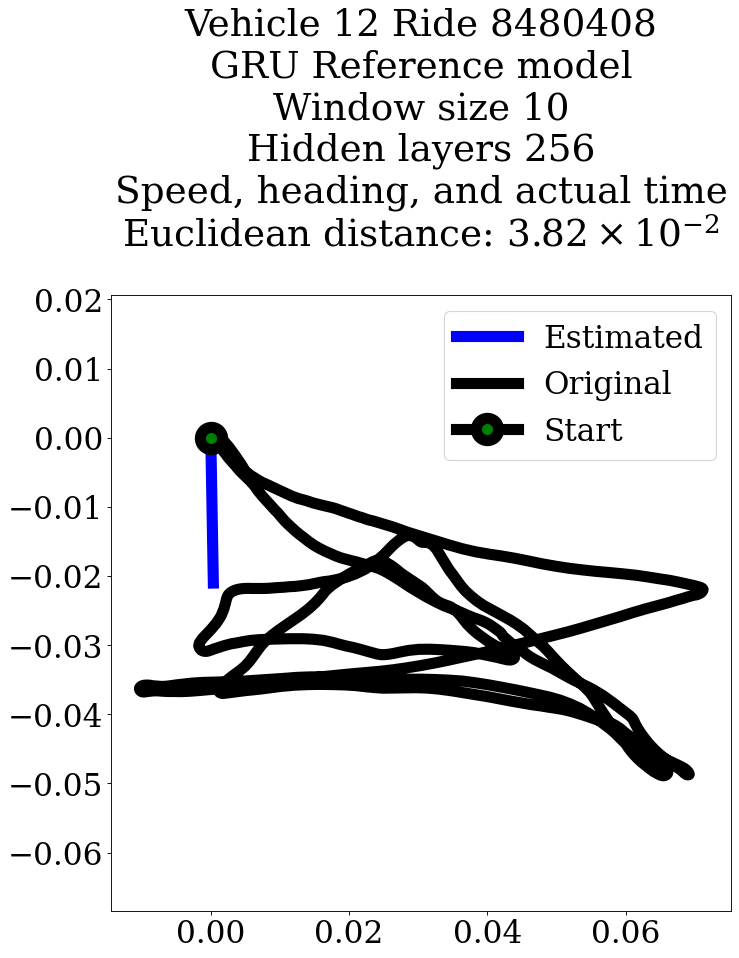 Vehicle 12 Ride 8480408
GRU Reference model
Window size 10
Hidden layers 256
Speed, heading, and actual time
Euclidean distance: 3.82 × 10⁻²
Estimated
Original
Start
0.02
0.01
0.00
−0.01
−0.02
−0.03
−0.04
−0.05
−0.06
0.00 0.02 0.04 0.06